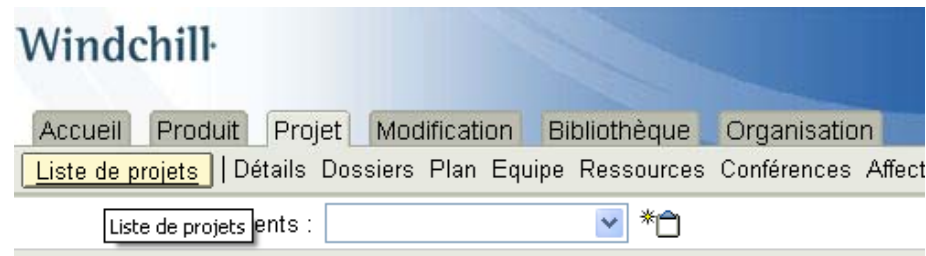 Windchill
Accueil Produit Projet Modification Bibliothèque Organisation
Liste de projets | Détails Dossiers Plan Equipe Ressources Conférences Affect
Liste de projets ents :